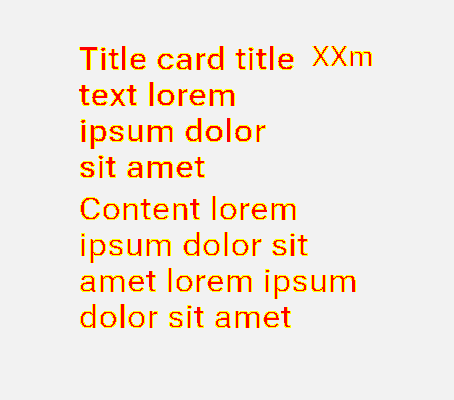 Title card title XXm
text lorem
ipsum dolor
sit amet
Content lorem
ipsum dolor sit
amet lorem ipsum
dolor sit amet